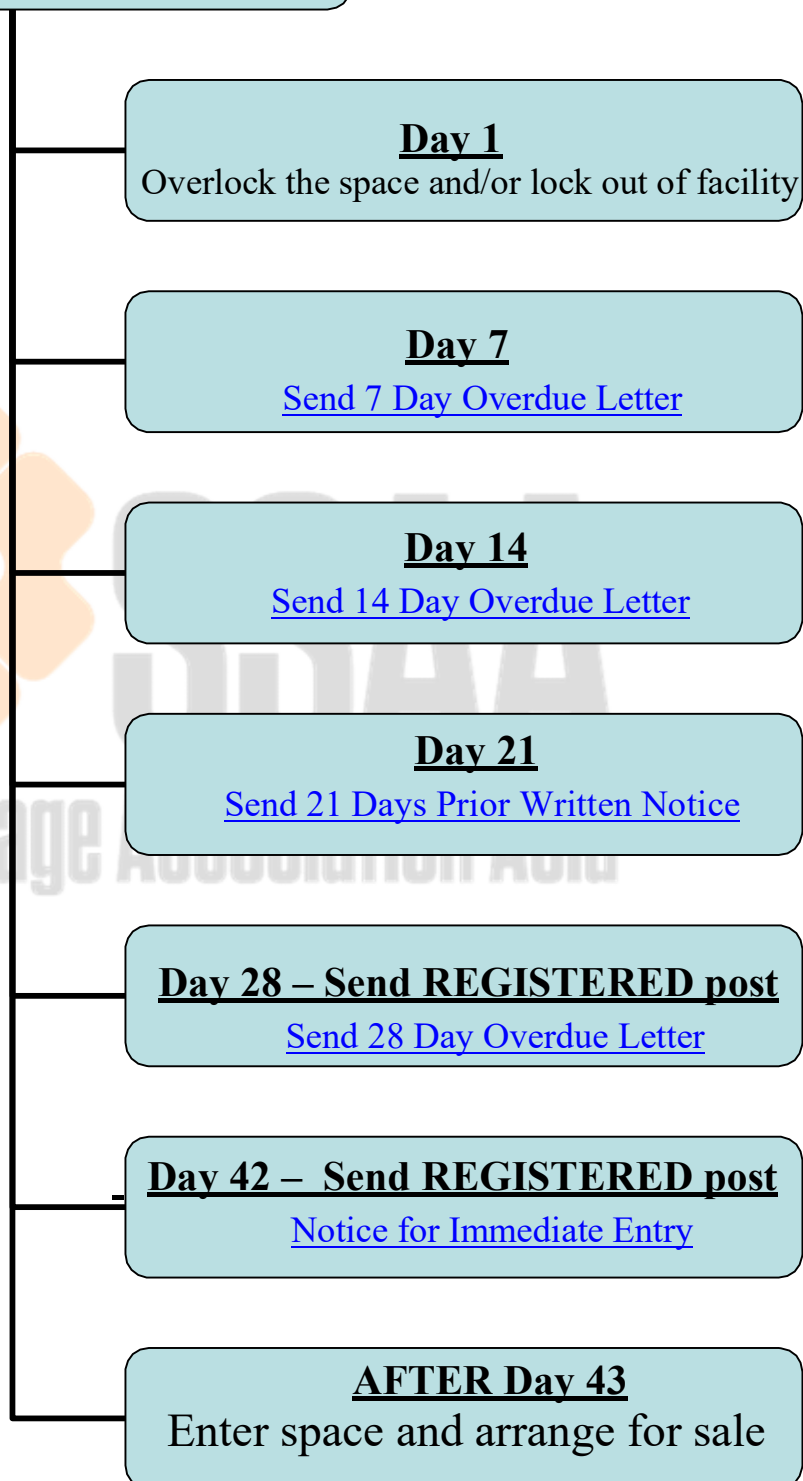 Day 1
Overlock the space and/or lock out of facility
Day 7
Send 7 Day Overdue Letter
Day 14
Send 14 Day Overdue Letter
Day 21
Send 21 Days Prior Written Notice
Day 28 – Send REGISTERED post
Send 28 Day Overdue Letter
Day 42 – Send REGISTERED post
Notice for Immediate Entry
AFTER Day 43
Enter space and arrange for sale